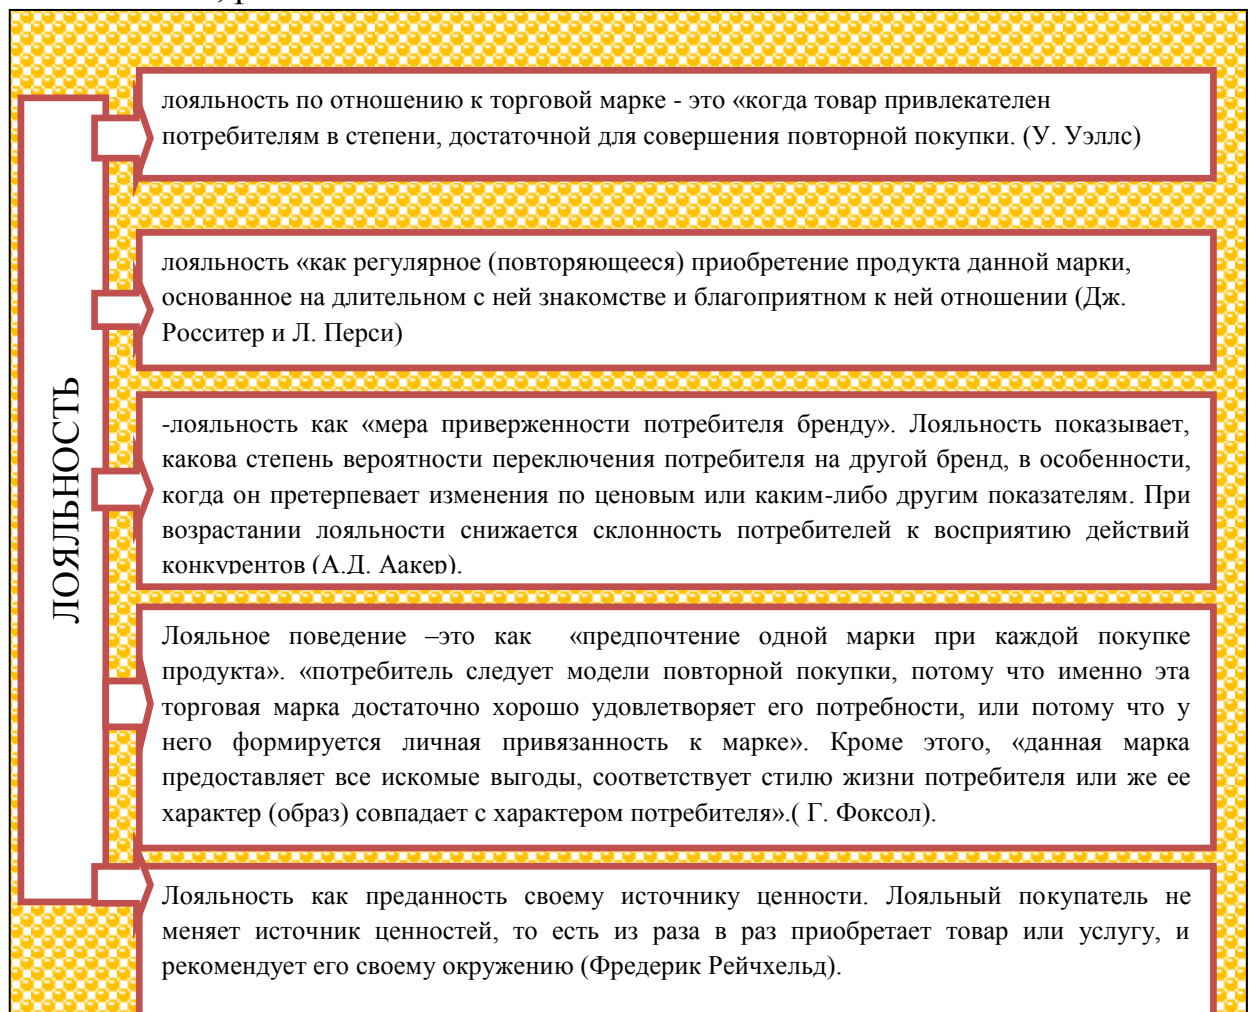 ЛОЯЛЬНОСТЬ
лояльность по отношению к торговой марке - это «когда товар привлекателен
потребителям в степени, достаточной для совершения повторной покупки. (У. Уэллс)
лояльность «как регулярное (повторяющееся) приобретение продукта данной марки,
основанное на длительном с ней знакомстве и благоприятном к ней отношении (Дж.
Росситер и Л. Перси)
-лояльность как «мера приверженности потребителя бренду». Лояльность показывает,
какова степень вероятности переключения потребителя на другой бренд, в особенности,
когда он претерпевает изменения по ценовым или каким-либо другим показателям. При
возрастании лояльности снижается склонность потребителей к восприятию действий
конкурентов (А.Д. Аакер).
Лояльное поведение –это как «предпочтение одной марки при каждой покупке
продукта». «потребитель следует модели повторной покупки, потому что именно эта
торговая марка достаточно хорошо удовлетворяет его потребности, или потому что у
него формируется личная привязанность к марке». Кроме этого, «данная марка
предоставляет все искомые выгоды, соответствует стилю жизни потребителя или же ее
характер (образ) совпадает с характером потребителя».( Г. Фоксол).
Лояльность как преданность своему источнику ценности. Лояльный покупатель не
меняет источник ценностей, то есть из раза в раз приобретает товар или услугу, и
рекомендует его своему окружению (Фредерик Рейчхельд).